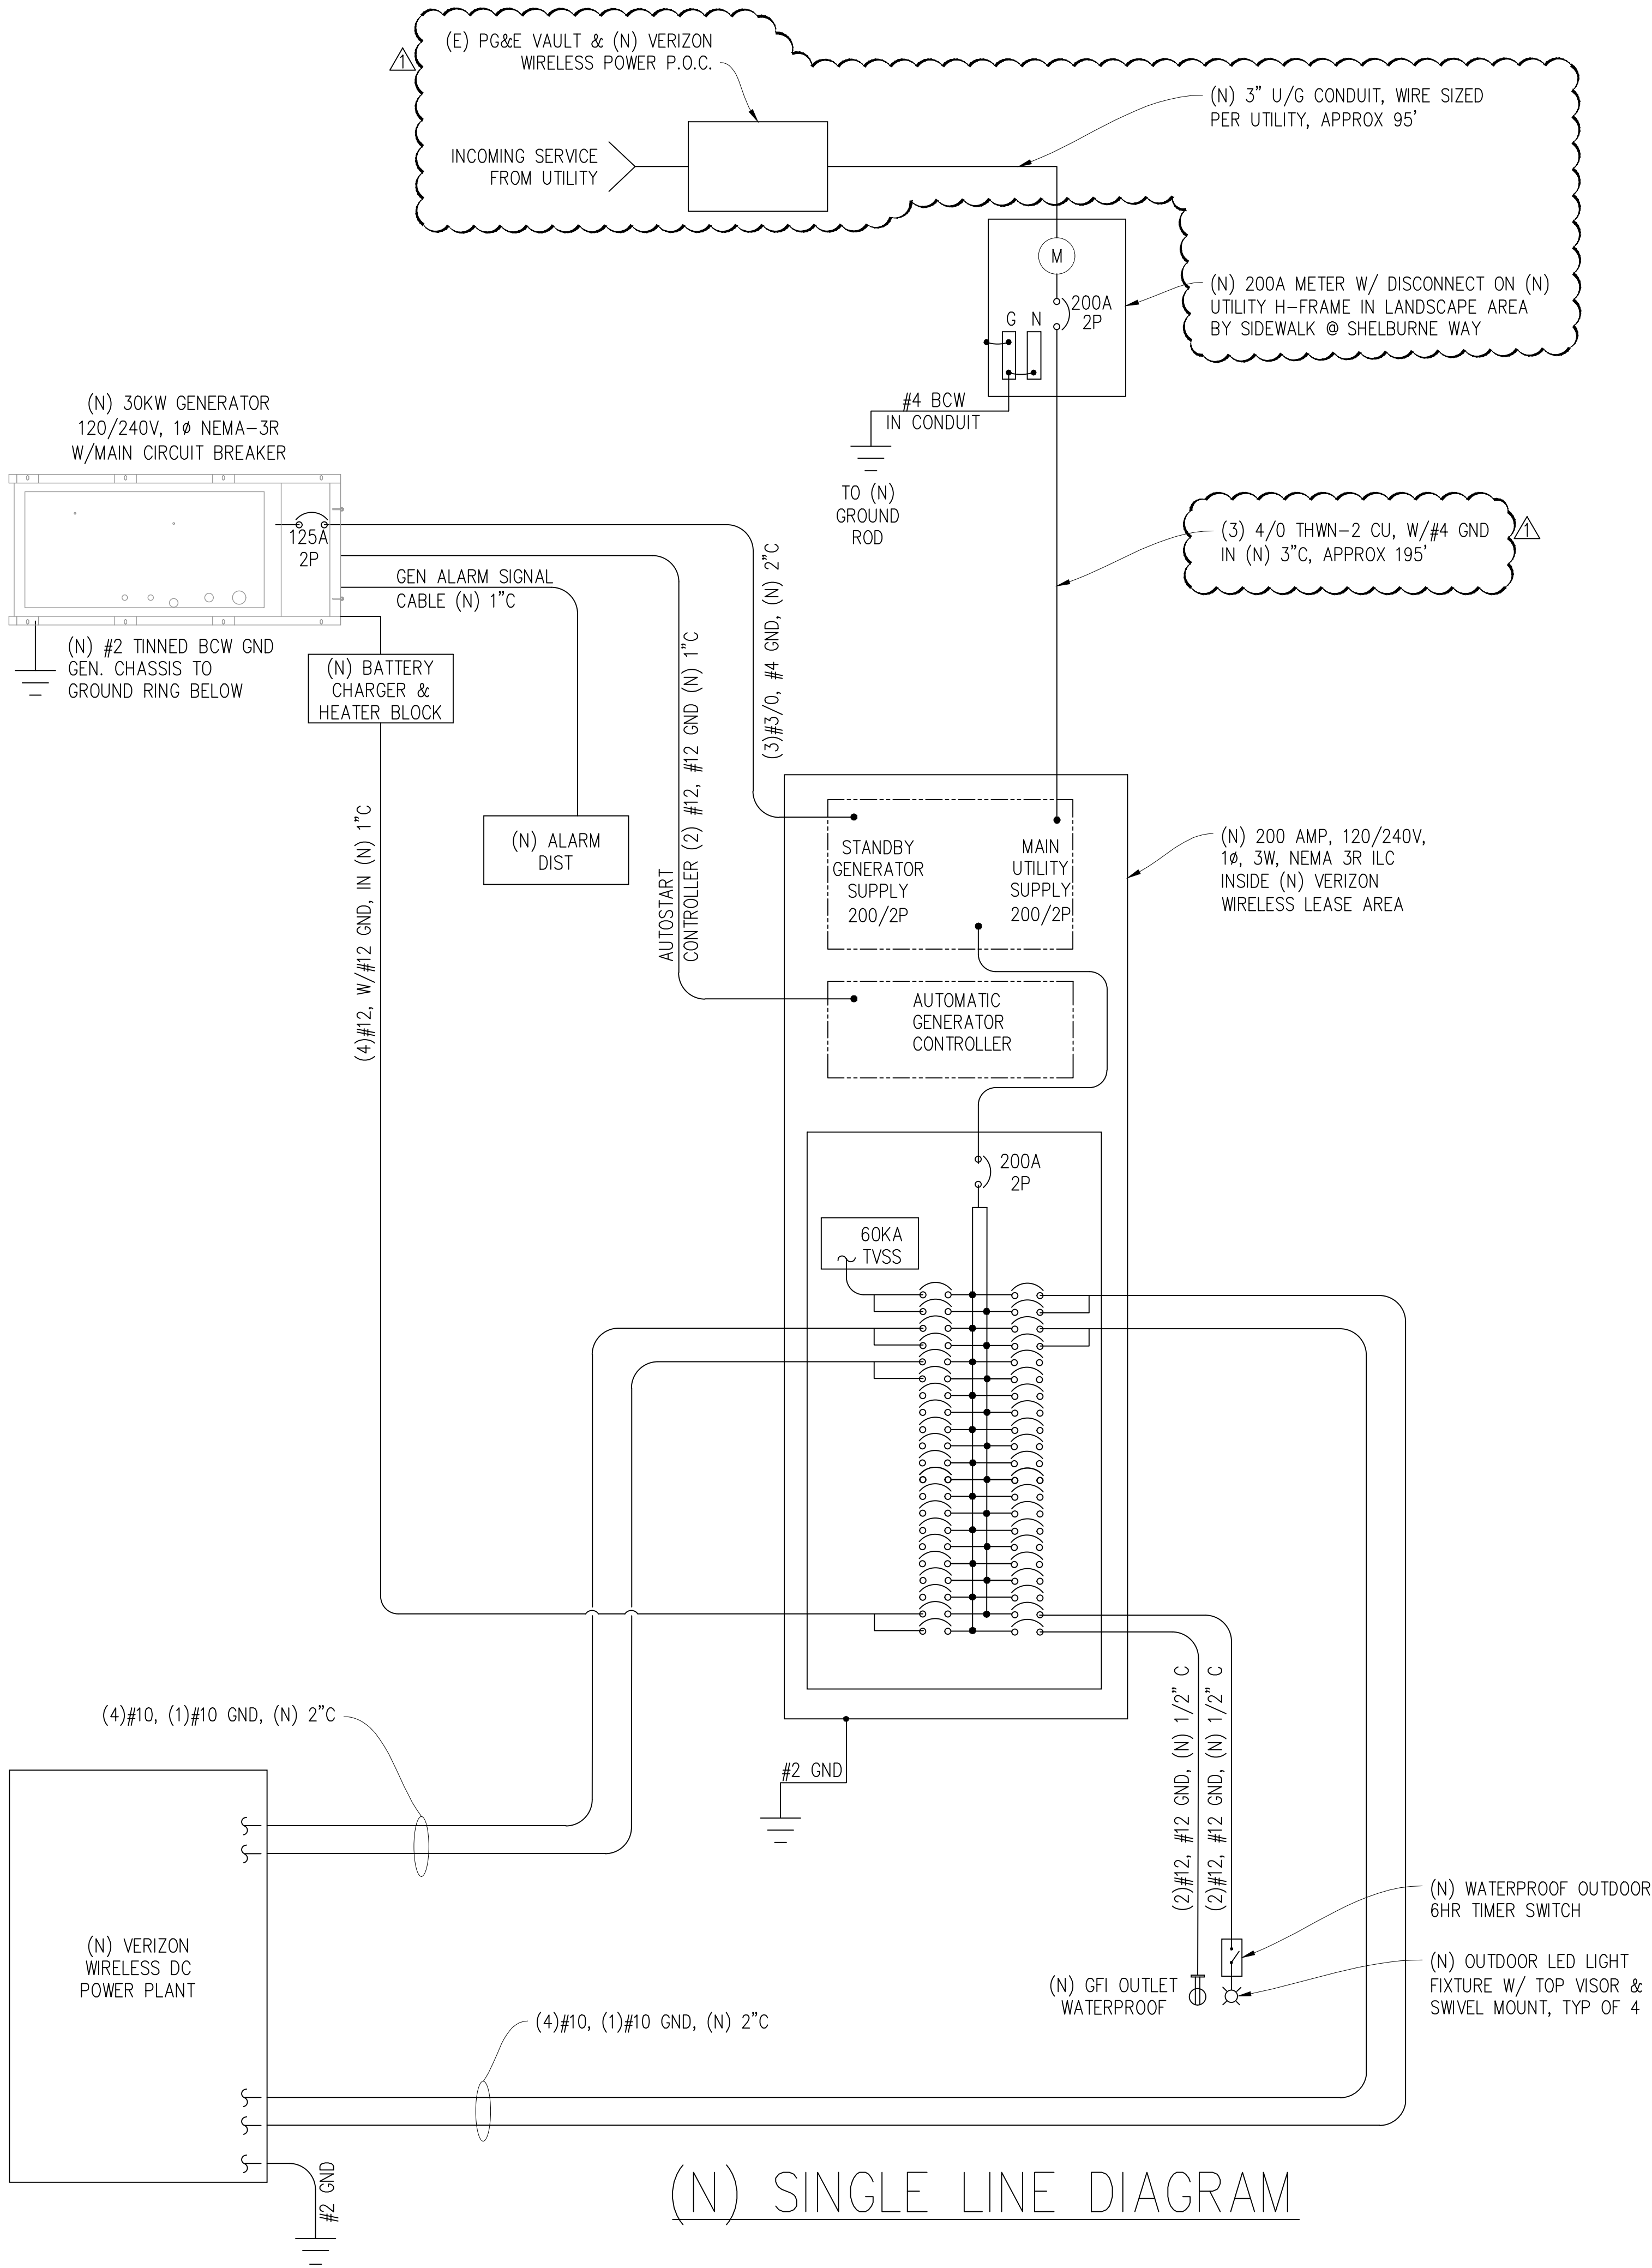 (E) PG&E VAULT & (N) VERIZON
WIRELESS POWER P.O.C.
1
(N) 3" U/G CONDUIT, WIRE SIZED
PER UTILITY, APPROX 95'
INCOMING SERVICE
FROM UTILITY
M
200A
2P
G N
(N) 200A METER W/ DISCONNECT ON (N)
UTILITY H-FRAME IN LANDSCAPE AREA
BY SIDEWALK @ SHELBURNE WAY
#4 BCW
IN CONDUIT
TO (N)
GROUND
ROD
(N) 30KW GENERATOR
120/240V, 1ø NEMA-3R
W/MAIN CIRCUIT BREAKER
125A
2P
GEN ALARM SIGNAL
CABLE (N) 1"C
(3) 4/0 THWN-2 CU, W/#4 GND
IN (N) 3"C, APPROX 195'
1
(N) #2 TINNED BCW GND
GEN. CHASSIS TO
GROUND RING BELOW
(N) BATTERY
CHARGER &
HEATER BLOCK
(3)#3/0, #4 GND, (N) 2"C
AUTOSTART
CONTROLLER (2) #12, #12 GND (N) 1"C
(4)#12, W/#12 GND, IN (N) 1"C
(N) ALARM
DIST
STANDBY
GENERATOR
SUPPLY
200/2P
MAIN
UTILITY
SUPPLY
200/2P
(N) 200 AMP, 120/240V,
1ø, 3W, NEMA 3R ILC
INSIDE (N) VERIZON
WIRELESS LEASE AREA
AUTOMATIC
GENERATOR
CONTROLLER
200A
2P
60KA
TVSS
(4)#10, (1)#10 GND, (N) 2"C
#2 GND
(2)#12, #12 GND, (N) 1/2" C
(2)#12, #12 GND, (N) 1/2" C
(N) WATERPROOF OUTDOOR
6HR TIMER SWITCH
(N) OUTDOOR LED LIGHT
FIXTURE W/ TOP VISOR &
SWIVEL MOUNT, TYP OF 4
(N) GFI OUTLET
WATERPROOF
(N) VERIZON
WIRELESS DC
POWER PLANT
(4)#10, (1)#10 GND, (N) 2"C
#2 GND
(N) SINGLE LINE DIAGRAM